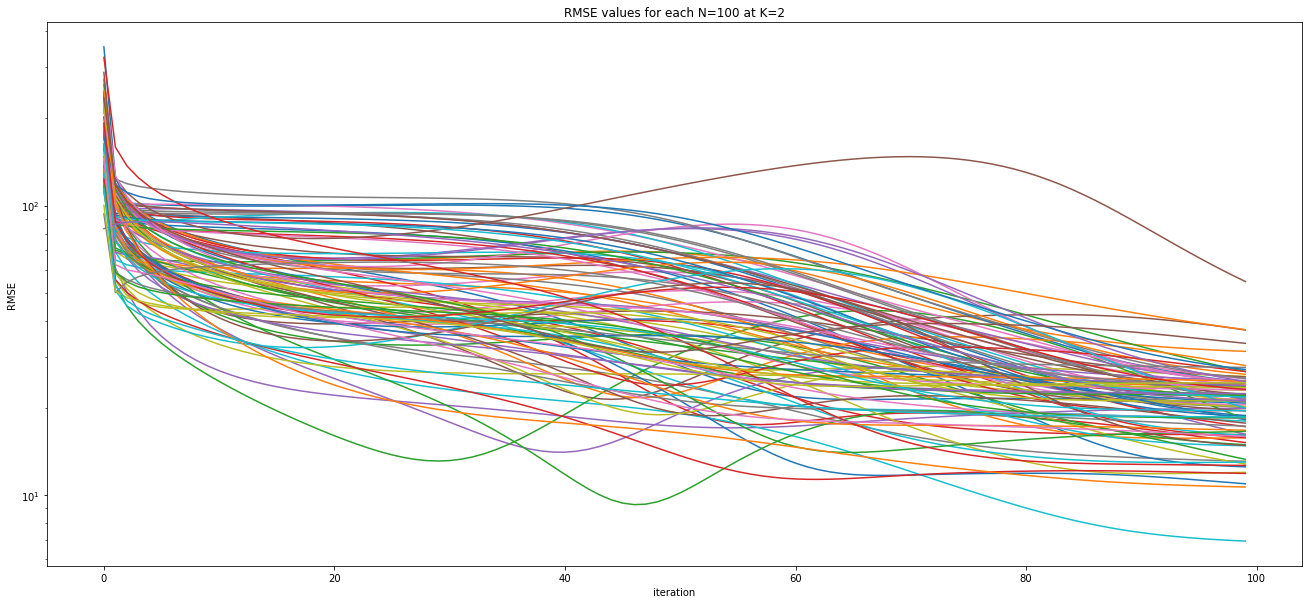 RMSE values for each N=100 at K=2
10²
10¹
RMSE
0 20 40 60 80 100
iteration